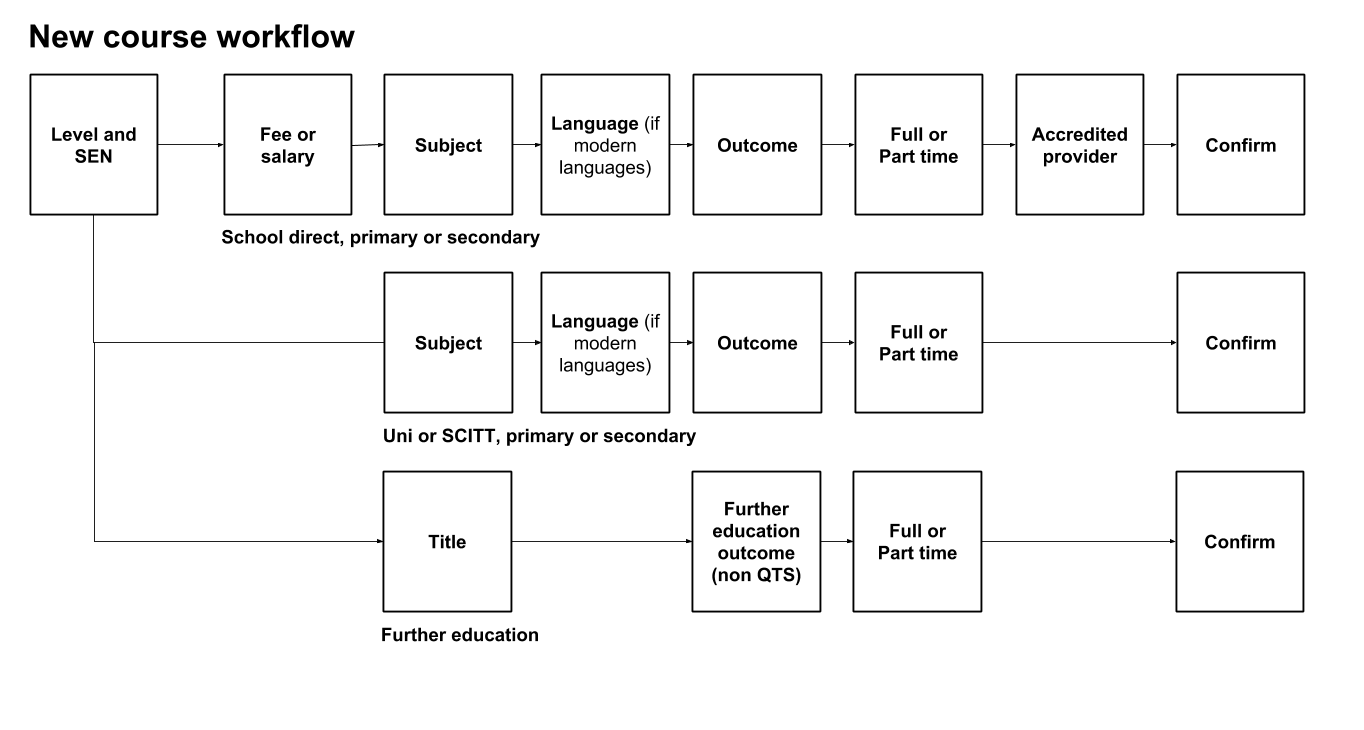 New course workflow
Level and
SEN
Fee or
salary
Subject
Language (if
modern
languages)
Outcome
Full or
Part time
Accredited
provider
Confirm
School direct, primary or secondary
Subject
Language (if
modern
languages)
Outcome
Full or
Part time
Confirm
Uni or SCITT, primary or secondary
Title
Further
education
outcome
(non QTS)
Full or
Part time
Confirm
Further education